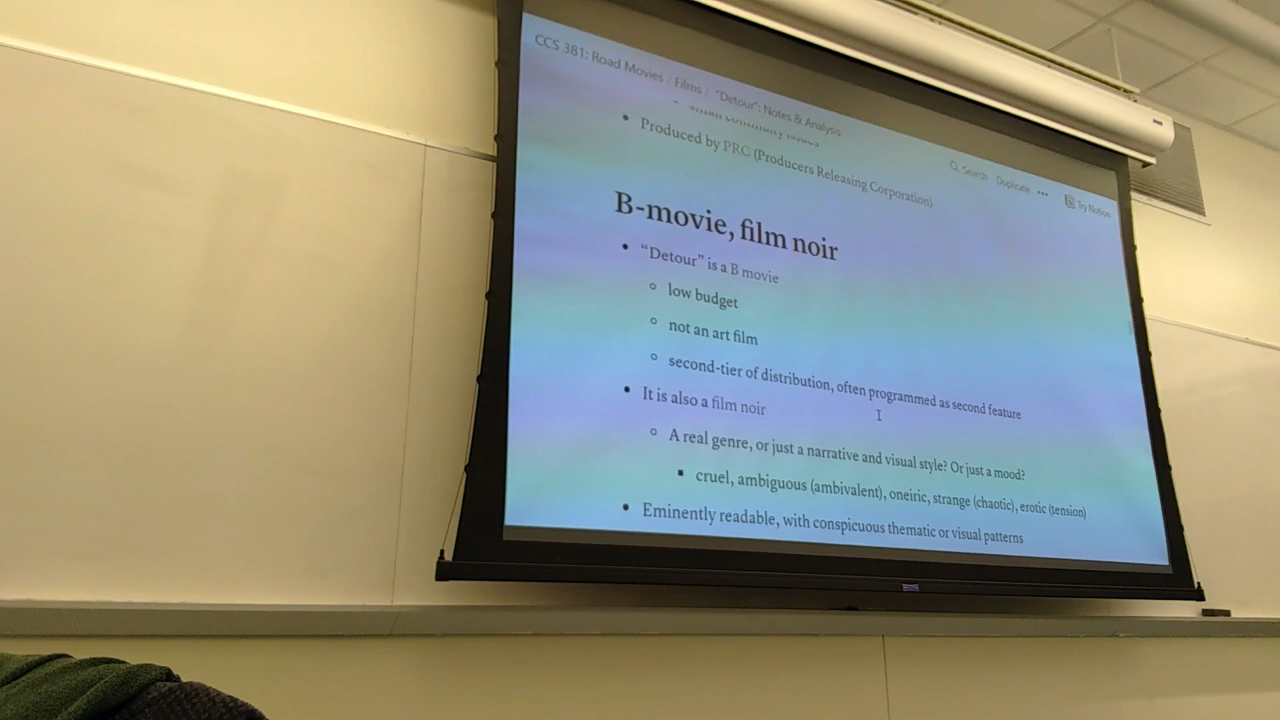 CCS 381: Road Movies / Films / "Detour": Notes & Analysis
Search Duplicate ••• Try Notion
• Produced by PRC (Producers Releasing Corporation)
B-movie, film noir
• “Detour” is a B movie
◦ low budget
◦ not an art film
◦ second-tier of distribution, often programmed as second feature
• It is also a film noir
◦ A real genre, or just a narrative and visual style? Or just a mood?
▪ cruel, ambiguous (ambivalent), oneiric, strange (chaotic), erotic (tension)
• Eminently readable, with conspicuous thematic or visual patterns